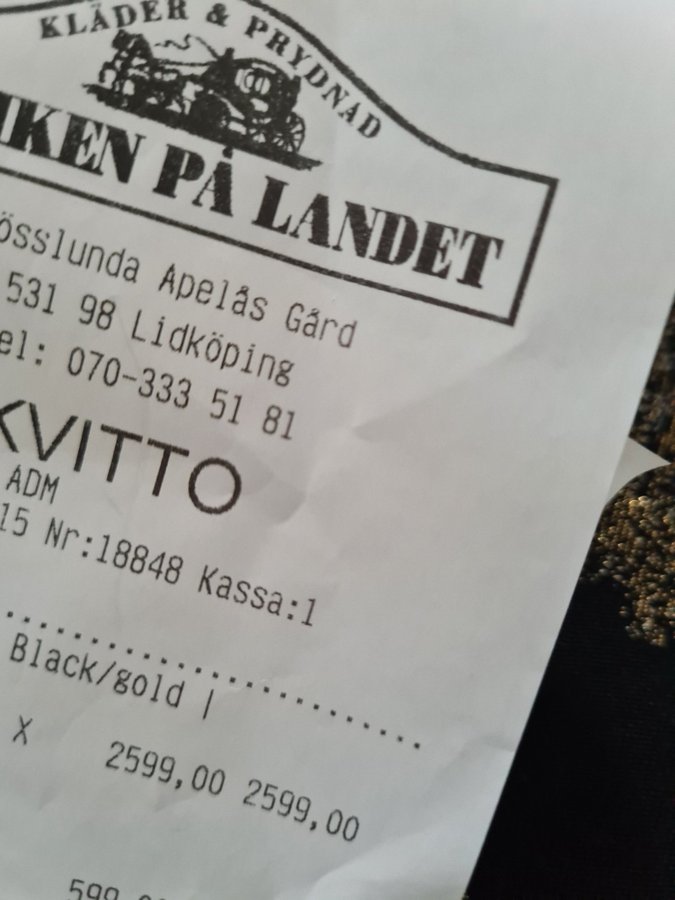 KLÄDER & PRYDNAD
IKEN PÅ LANDET
össlunda Apelås Gård
531 98 Lidköping
el: 070-333 51 81
KVITTO
ADM
15 Nr:18848 Kassa:1
Black/gold |
X 2599,00 2599,00